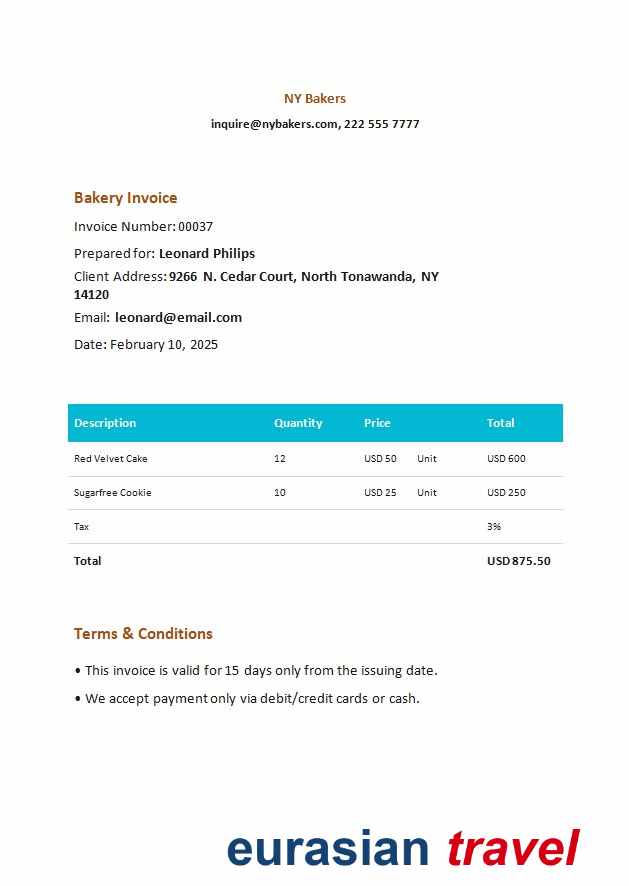 NY Bakers
inquire@nybakers.com, 222 555 7777
Bakery Invoice
Invoice Number: 00037
Prepared for: Leonard Philips
Client Address: 9266 N. Cedar Court, North Tonawanda, NY
14120
Email: leonard@email.com
Date: February 10, 2025
Description Quantity Price Total
Red Velvet Cake 12 USD 50 Unit USD 600
Sugarfree Cookie 10 USD 25 Unit USD 250
Tax 3%
Total USD 875.50
Terms & Conditions
• This invoice is valid for 15 days only from the issuing date.
• We accept payment only via debit/credit cards or cash.
eurasian travel